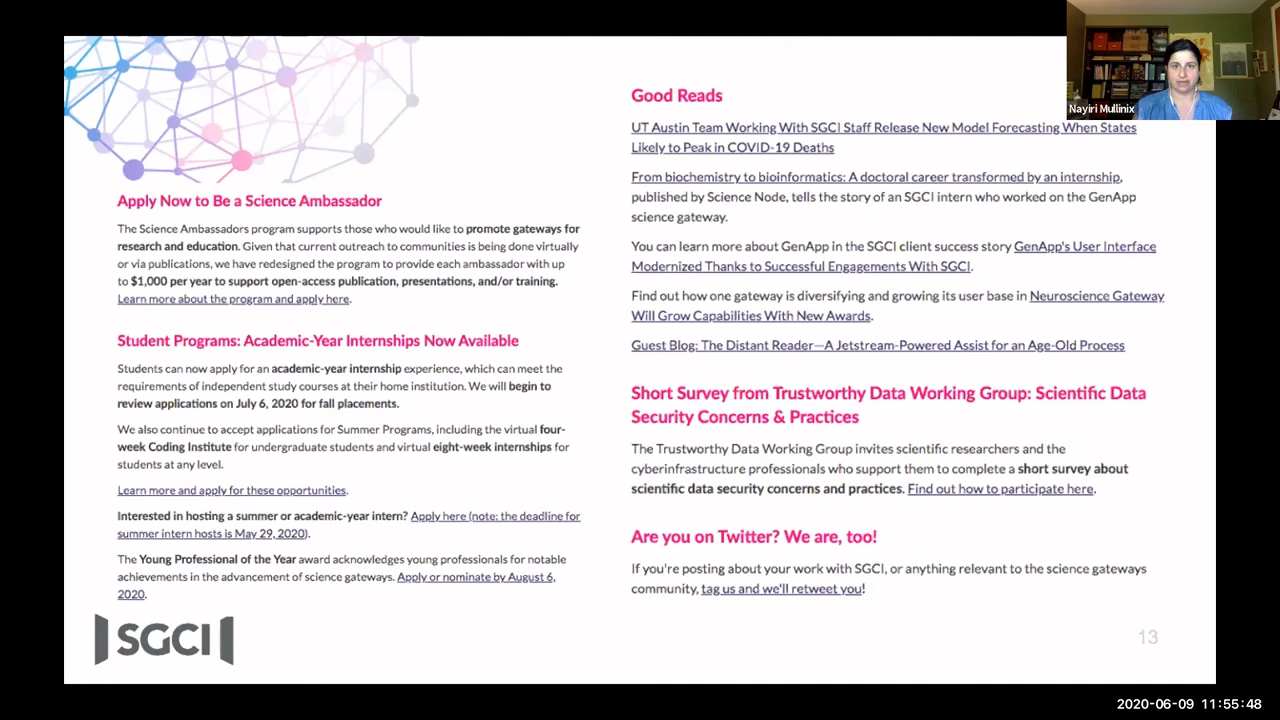 Apply Now to Be a Science Ambassador
The Science Ambassadors program supports those who would like to promote gateways for
research and education. Given that current outreach to communities is being done virtually
or via publications, we have redesigned the program to provide each ambassador with up
to $1,000 per year to support open-access publication, presentations, and/or training.
Learn more about the program and apply here.
Student Programs: Academic-Year Internships Now Available
Students can now apply for an academic-year internship experience, which can meet the
requirements of independent study courses at their home institution. We will begin to
review applications on July 6, 2020 for fall placements.
We also continue to accept applications for Summer Programs, including the virtual four-
week Coding Institute for undergraduate students and virtual eight-week internships for
students at any level.
Learn more and apply for these opportunities.
Interested in hosting a summer or academic-year intern? Apply here (note: the deadline for
summer intern hosts is May 29, 2020).
The Young Professional of the Year award acknowledges young professionals for notable
achievements in the advancement of science gateways. Apply or nominate by August 6,
2020.
SGCI
Good Reads
UT Austin Team Working With SGCI Staff Release New Model Forecasting When States
Likely to Peak in COVID-19 Deaths
From biochemistry to bioinformatics: A doctoral career transformed by an internship,
published by Science Node, tells the story of an SGCI intern who worked on the GenApp
science gateway.
You can learn more about GenApp in the SGCI client success story GenApp's User Interface
Modernized Thanks to Successful Engagements With SGCI.
Find out how one gateway is diversifying and growing its user base in Neuroscience Gateway
Will Grow Capabilities With New Awards.
Guest Blog: The Distant Reader—A Jetstream-Powered Assist for an Age-Old Process
Short Survey from Trustworthy Data Working Group: Scientific Data
Security Concerns & Practices
The Trustworthy Data Working Group invites scientific researchers and the
cyberinfrastructure professionals who support them to complete a short survey about
scientific data security concerns and practices. Find out how to participate here.
Are you on Twitter? We are, too!
If you're posting about your work with SGCI, or anything relevant to the science gateways
community, tag us and we'll retweet you!
13
Nayiri Mullinix
2020-06-09 11:55:48